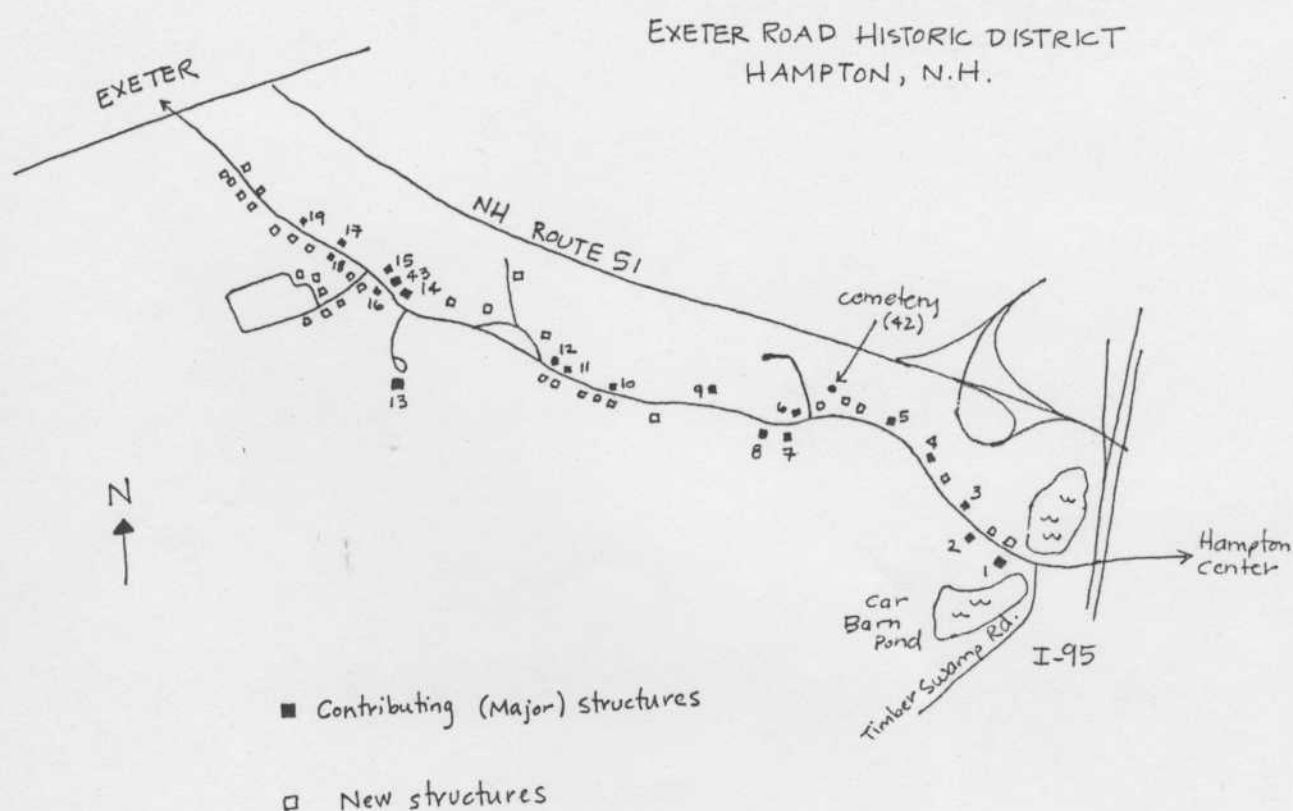 EXETER ROAD HISTORIC DISTRICT
HAMPTON, N.H.
EXETER
NH ROUTE 51
19
17
18
15
43
14
16
13
12
11
10
9
cemetery
(42)
6
5
8
7
4
3
2
1
Hampton
Center
Car
Barn
Pond
Timber Swamp Rd.
I-95
N
Contributing (Major) structures
New structures